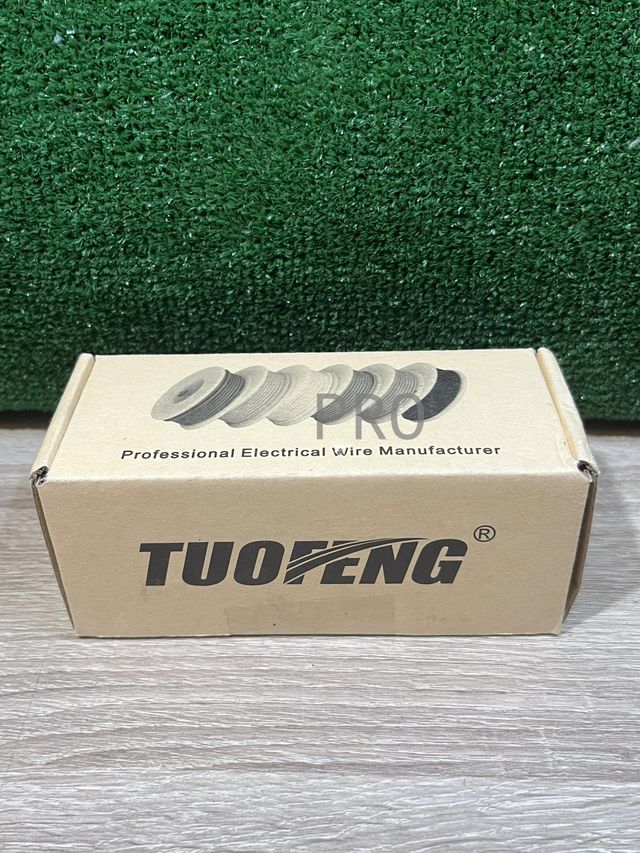 PRO
Professional Electrical Wire Manufacturer
TUOFENG®